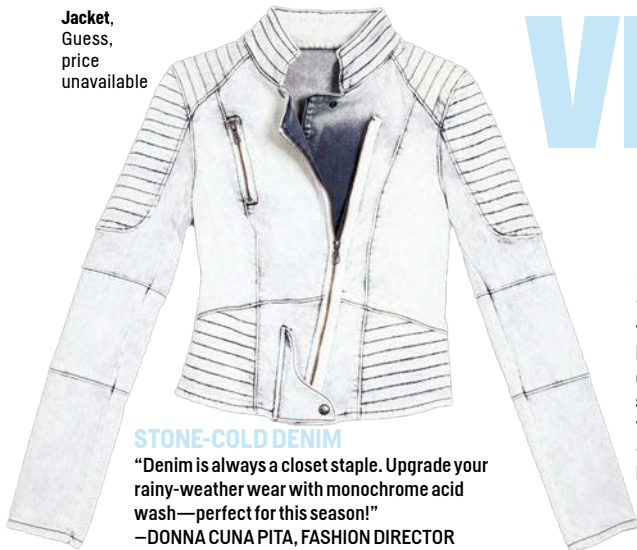 Jacket,
Guess,
price
unavailable
STONE-COLD DENIM
“Denim is always a closet staple. Upgrade your
rainy-weather wear with monochrome acid
wash—perfect for this season!”
—DONNA CUNA PITA, FASHION DIRECTOR